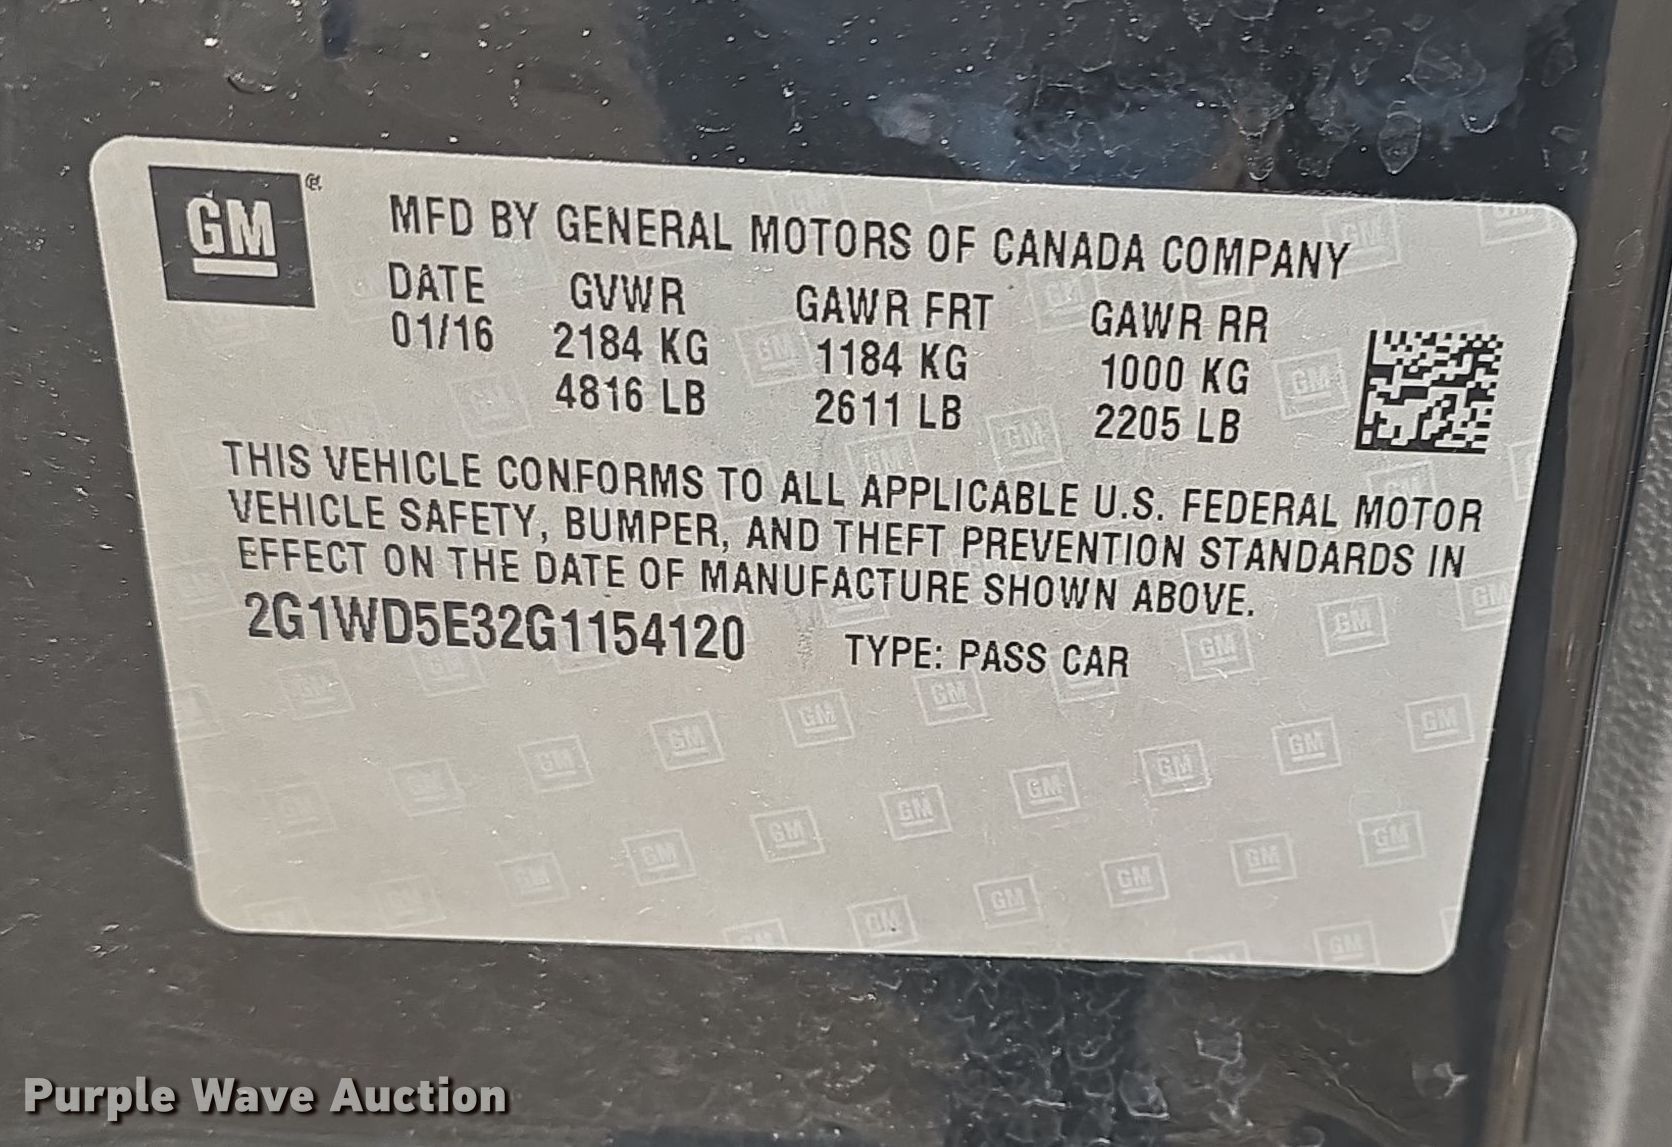 GM
MFD BY GENERAL MOTORS OF CANADA COMPANY
DATE GVWR GAWR FRT GAWR RR
01/16 2184 KG 1184 KG 1000 KG
4816 LB 2611 LB 2205 LB
THIS VEHICLE CONFORMS TO ALL APPLICABLE U.S. FEDERAL MOTOR
VEHICLE SAFETY, BUMPER, AND THEFT PREVENTION STANDARDS IN
EFFECT ON THE DATE OF MANUFACTURE SHOWN ABOVE.
2G1WD5E32G1154120 TYPE: PASS CAR
Purple Wave Auction